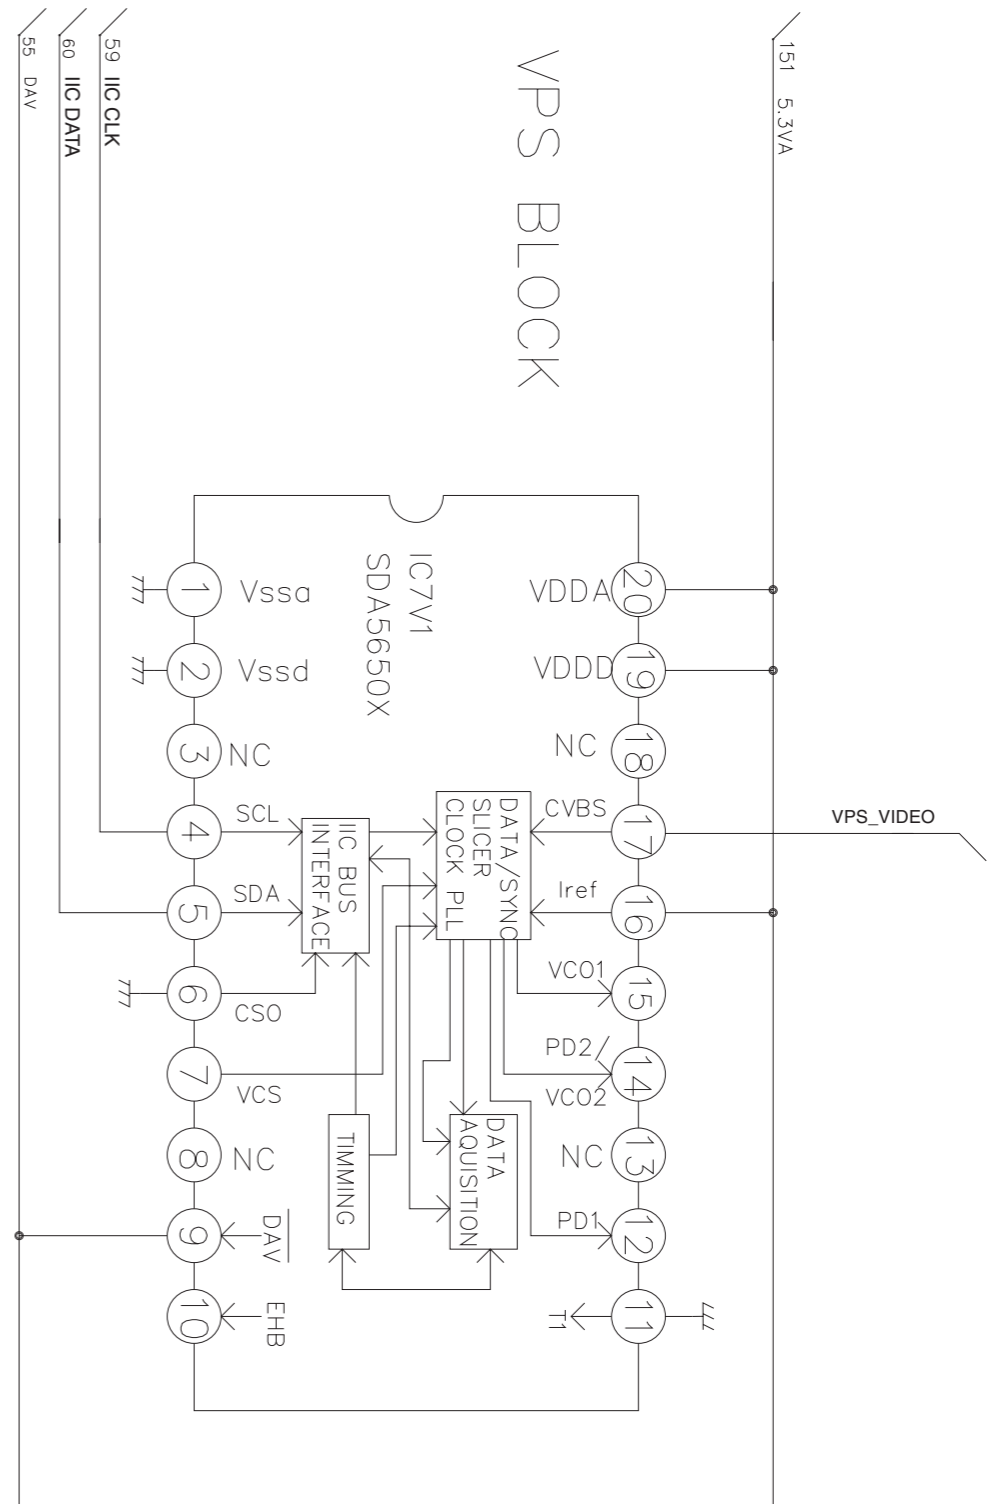 55 DAV
60 IIC DATA
59 IIC CLK
VPS BLOCK
151 5.3VA
IC7V1
SDA5650X
1 Vssa
2 Vssd
3 NC
4 SCL
5 SDA
6 CSO
7 VCS
8 NC
9 DAV
10 EHB
IIC BUS
INTERFACE
DATA/SYNC
SLICER
CLOCK PLL
TIMMING
DATA
AQUISITION
VDDA 20
VDDD 19
NC 18
CVBS 17
VPS_VIDEO
Iref 16
VCO1 15
PD2/
VCO2 14
NC 13
PD1 12
T1 11